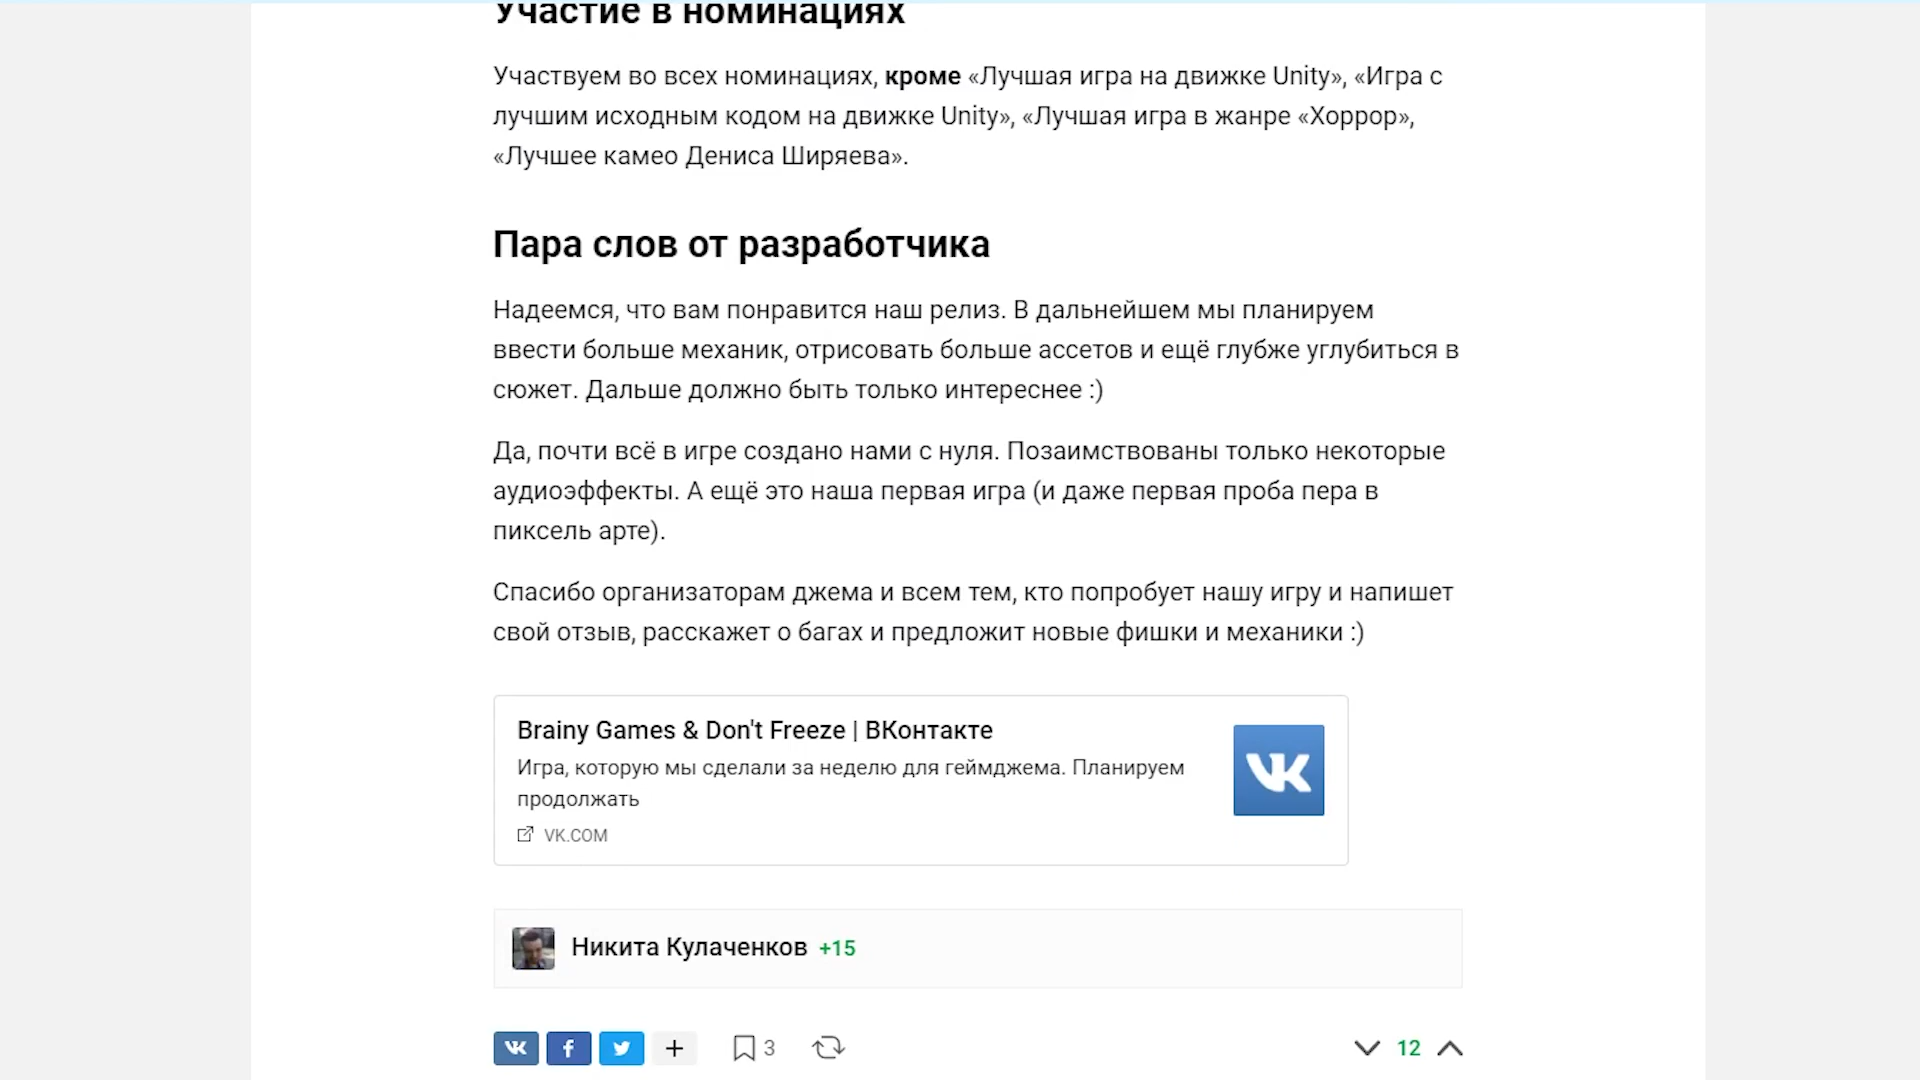 Участие в номинациях
Участвуем во всех номинациях, кроме «Лучшая игра на движке Unity», «Игра с
лучшим исходным кодом на движке Unity», «Лучшая игра в жанре «Хоррор»,
«Лучшее камео Дениса Ширяева».
Пара слов от разработчика
Надеемся, что вам понравится наш релиз. В дальнейшем мы планируем
ввести больше механик, отрисовать больше ассетов и ещё глубже углубиться в
сюжет. Дальше должно быть только интереснее :)
Да, почти всё в игре создано нами с нуля. Позаимствованы только некоторые
аудиоэффекты. А ещё это наша первая игра (и даже первая проба пера в
пиксель арте).
Спасибо организаторам джема и всем тем, кто попробует нашу игру и напишет
свой отзыв, расскажет о багах и предложит новые фишки и механики :)
Brainy Games & Don't Freeze | ВКонтакте
Игра, которую мы сделали за неделю для геймджема. Планируем
продолжать
VK.COM
Никита Кулаченков +15
3
12